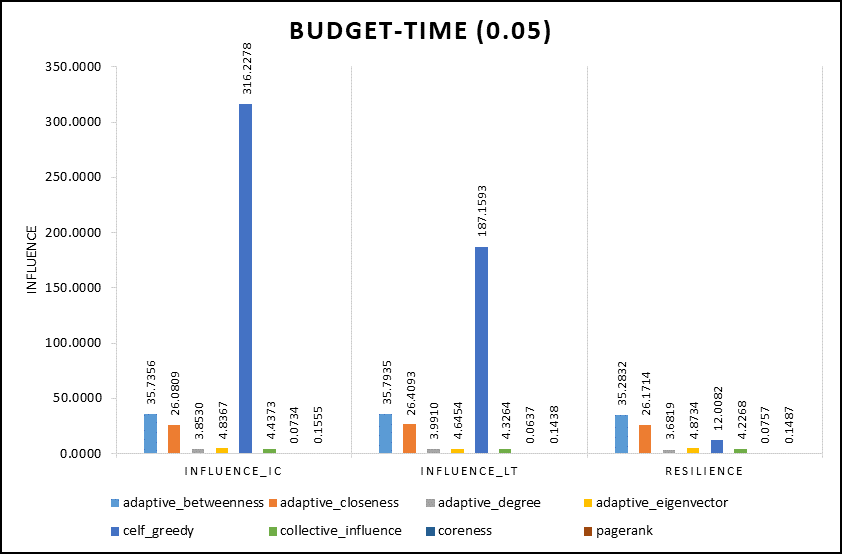 BUDGET-TIME (0.05)
INFLUENCE
350.0000
300.0000
250.0000
200.0000
150.0000
100.0000
50.0000
0.0000
35.7356
26.0809
3.8530
4.8367
316.2278
4.4373
0.0734
0.1555
35.7935
26.4093
3.9910
4.6454
187.1593
4.3264
0.0637
0.1438
35.2832
26.1714
3.6819
4.8734
12.0082
4.2268
0.0757
0.1487
INFLUENCE_IC
INFLUENCE_LT
RESILIENCE
adaptive_betweenness
adaptive_closeness
adaptive_degree
adaptive_eigenvector
celf_greedy
collective_influence
coreness
pagerank